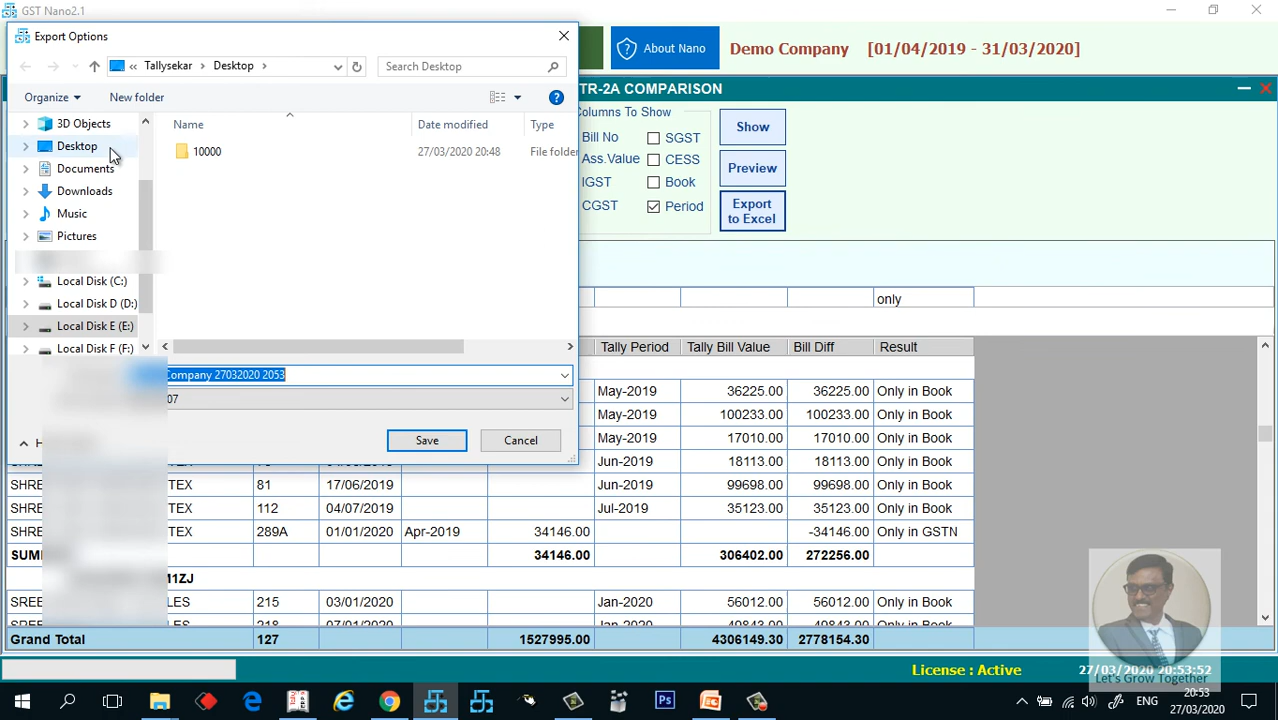 GST Nano2.1
Export Options
About Nano
Demo Company [01/04/2019 - 31/03/2020]
« Tallysekar > Desktop >
Search Desktop
TR-2A COMPARISON
Organize
New folder
Columns To Show
3D Objects
Name
Date modified
Type
Bill No
SGST
Show
Desktop
10000
27/03/2020 20:48
File folder
Ass.Value
CESS
Documents
Preview
Downloads
IGST
Book
Music
CGST
Period
Export to Excel
Pictures
Local Disk (C:)
Local Disk D (D:)
only
Local Disk E (E:)
Local Disk F (F:)
Tally Period
Tally Bill Value
Bill Diff
Result
Company 27032020 2053
07
May-2019 36225.00 36225.00 Only in Book
May-2019 100233.00 100233.00 Only in Book
Save
Cancel
May-2019 17010.00 17010.00 Only in Book
Jun-2019 18113.00 18113.00 Only in Book
SHRE TEX 81 17/06/2019 Jun-2019 99698.00 99698.00 Only in Book
SHRE TEX 112 04/07/2019 Jul-2019 35123.00 35123.00 Only in Book
SHRE TEX 289A 01/01/2020 Apr-2019 34146.00 -34146.00 Only in GSTN
SUM 34146.00 306402.00 272256.00
M1ZJ
SREE LES 215 03/01/2020 Jan-2020 56012.00 56012.00 Only in Book
Grand Total 127 1527995.00 4306149.30 2778154.30
License : Active
27/03/2020 20:53:52
Let's Grow Together
ENG
20:53
27/03/2020